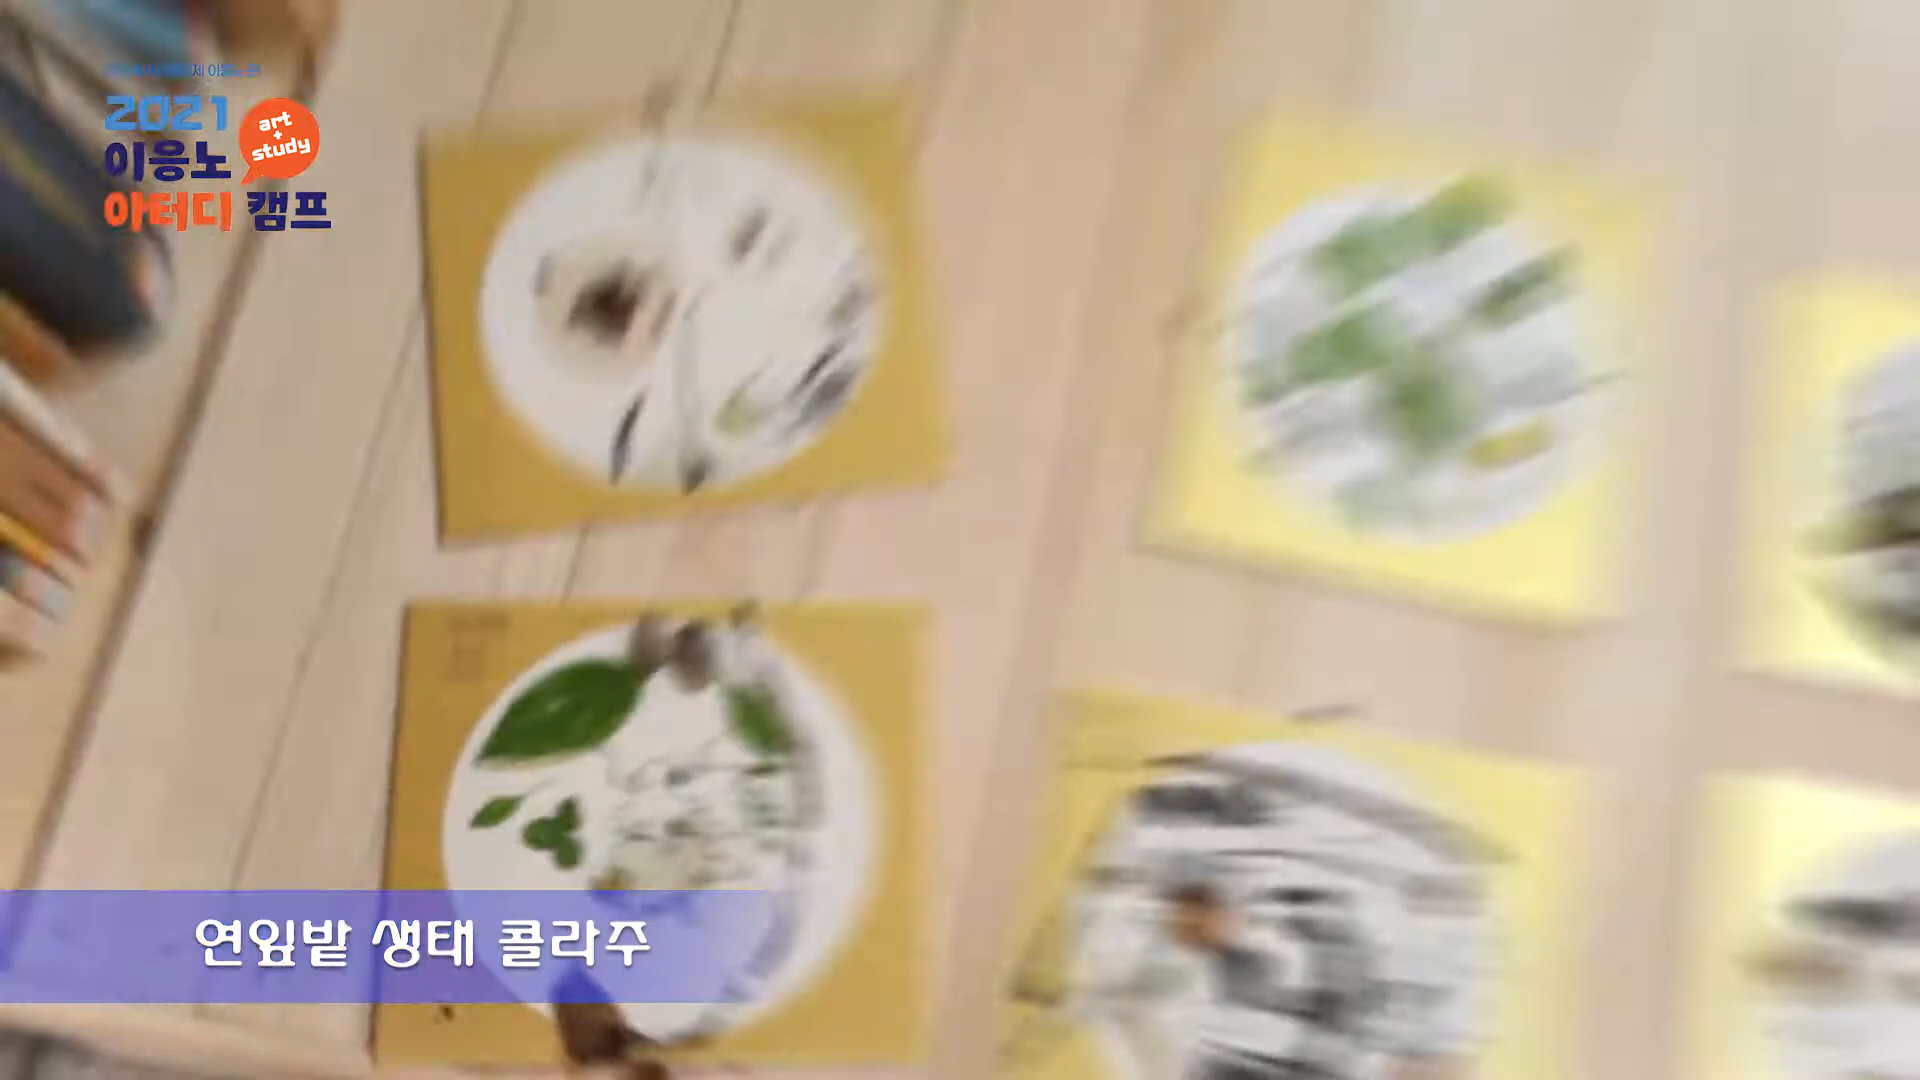 2021
이응노
아터디 캠프
art
+
study
연잎밭 생태 콜라주